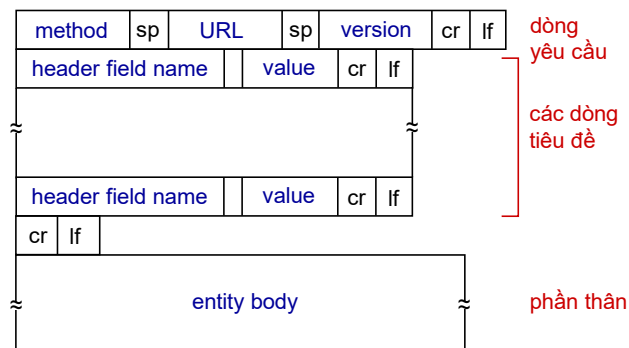 method sp URL sp version cr lf
dòng
yêu cầu
header field name value cr lf
các dòng
tiêu đề
header field name value cr lf
cr lf
entity body
phần thân